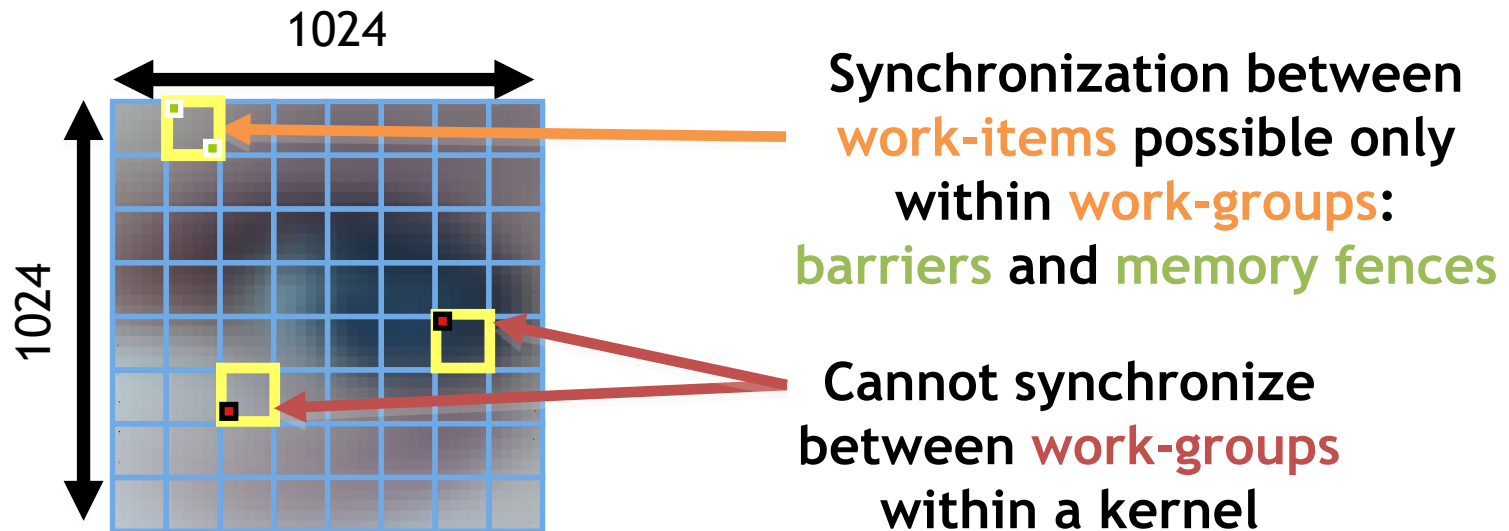 1024
1024
Synchronization between
work-items possible only
within work-groups:
barriers and memory fences
Cannot synchronize
between work-groups
within a kernel